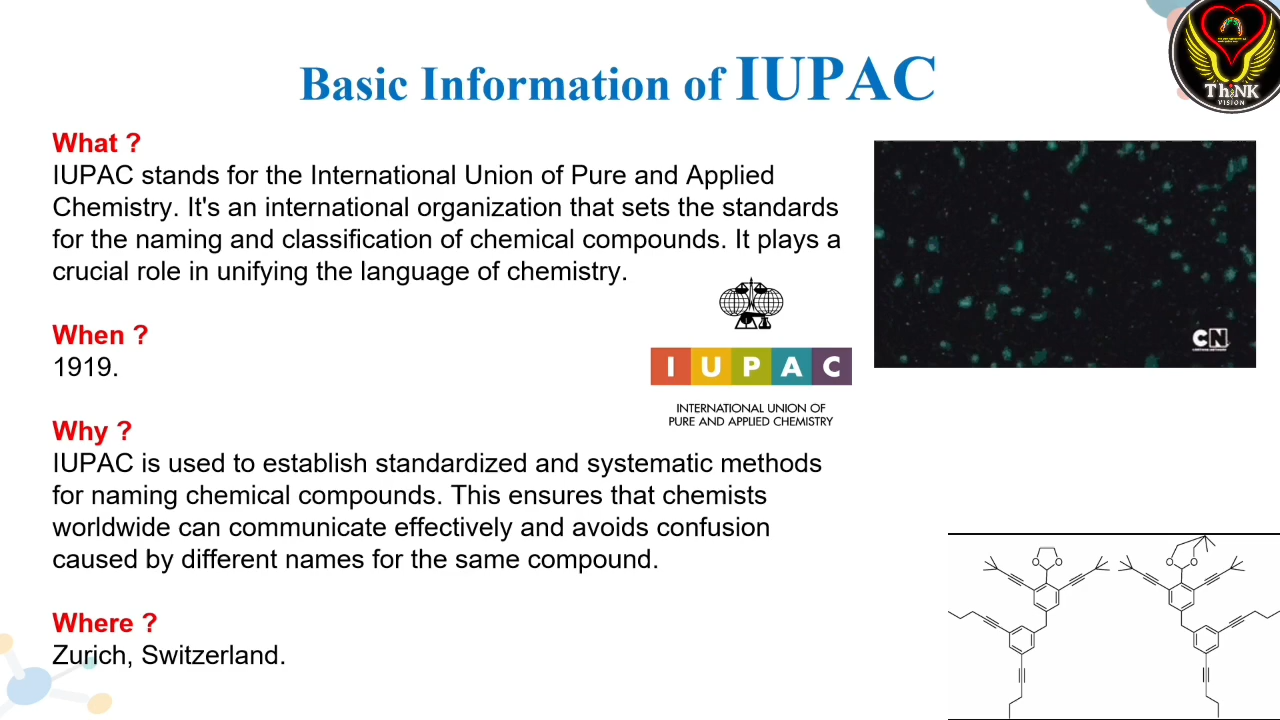 Basic Information of IUPAC
What ?
IUPAC stands for the International Union of Pure and Applied
Chemistry. It's an international organization that sets the standards
for the naming and classification of chemical compounds. It plays a
crucial role in unifying the language of chemistry.
When ?
1919.
Why ?
IUPAC is used to establish standardized and systematic methods
for naming chemical compounds. This ensures that chemists
worldwide can communicate effectively and avoids confusion
caused by different names for the same compound.
Where ?
Zurich, Switzerland.
I U P A C
INTERNATIONAL UNION OF
PURE AND APPLIED CHEMISTRY
ThiNK
VISION
CN
CARTOON NETWORK
O O
O O